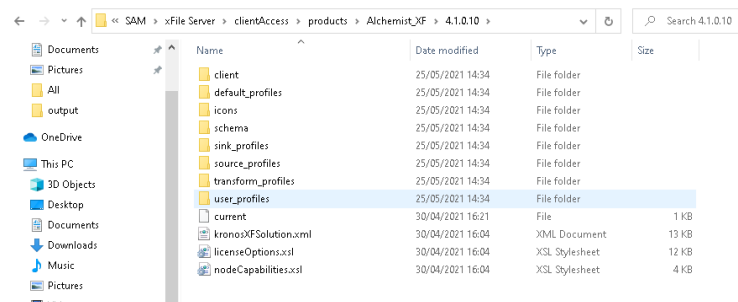 « SAM > xFile Server > clientAccess > products > Alchemist_XF > 4.1.0.10 > Search 4.1.0.10
Documents
Pictures
All
output
OneDrive
This PC
3D Objects
Desktop
Documents
Downloads
Music
Pictures
Name Date modified Type Size
client 25/05/2021 14:34 File folder
default_profiles 25/05/2021 14:34 File folder
icons 25/05/2021 14:34 File folder
schema 25/05/2021 14:34 File folder
sink_profiles 25/05/2021 14:34 File folder
source_profiles 25/05/2021 14:34 File folder
transform_profiles 25/05/2021 14:34 File folder
user_profiles 25/05/2021 14:34 File folder
current 30/04/2021 16:21 File 1 KB
kronosXFSolution.xml 30/04/2021 16:04 XML Document 13 KB
licenseOptions.xsl 30/04/2021 16:04 XSL Stylesheet 12 KB
nodeCapabilities.xsl 30/04/2021 16:04 XSL Stylesheet 4 KB